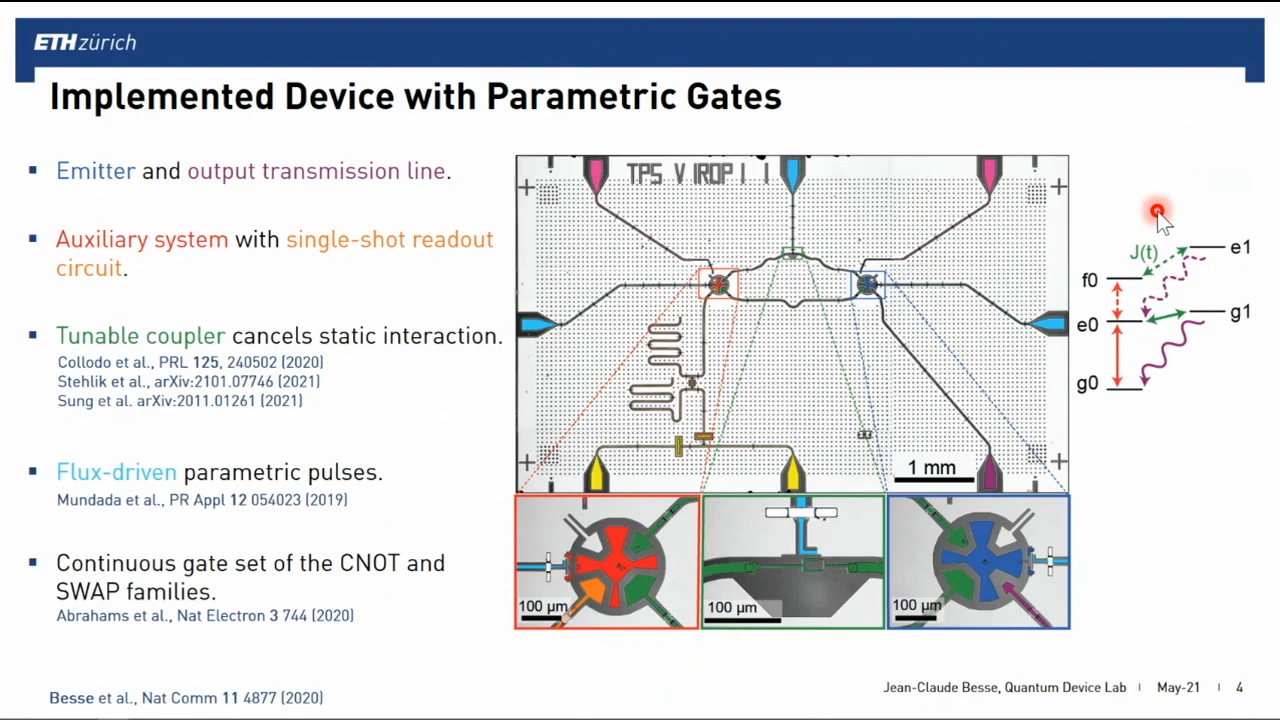 ETH zürich
Implemented Device with Parametric Gates
Emitter and output transmission line.
Auxiliary system with single-shot readout
circuit.
Tunable coupler cancels static interaction.
Collodo et al., PRL 125, 240502 (2020)
Stehlik et al., arXiv:2101.07746 (2021)
Sung et al. arXiv:2011.01261 (2021)
Flux-driven parametric pulses.
Mundada et al., PR Appl 12 054023 (2019)
Continuous gate set of the CNOT and
SWAP families.
Abrahams et al., Nat Electron 3 744 (2020)
Besse et al., Nat Comm 11 4877 (2020)
1 mm
100 µm
100 µm
100 µm
J(t)
e1
f0
g1
e0
g0
Jean-Claude Besse, Quantum Device Lab | May-21 | 4